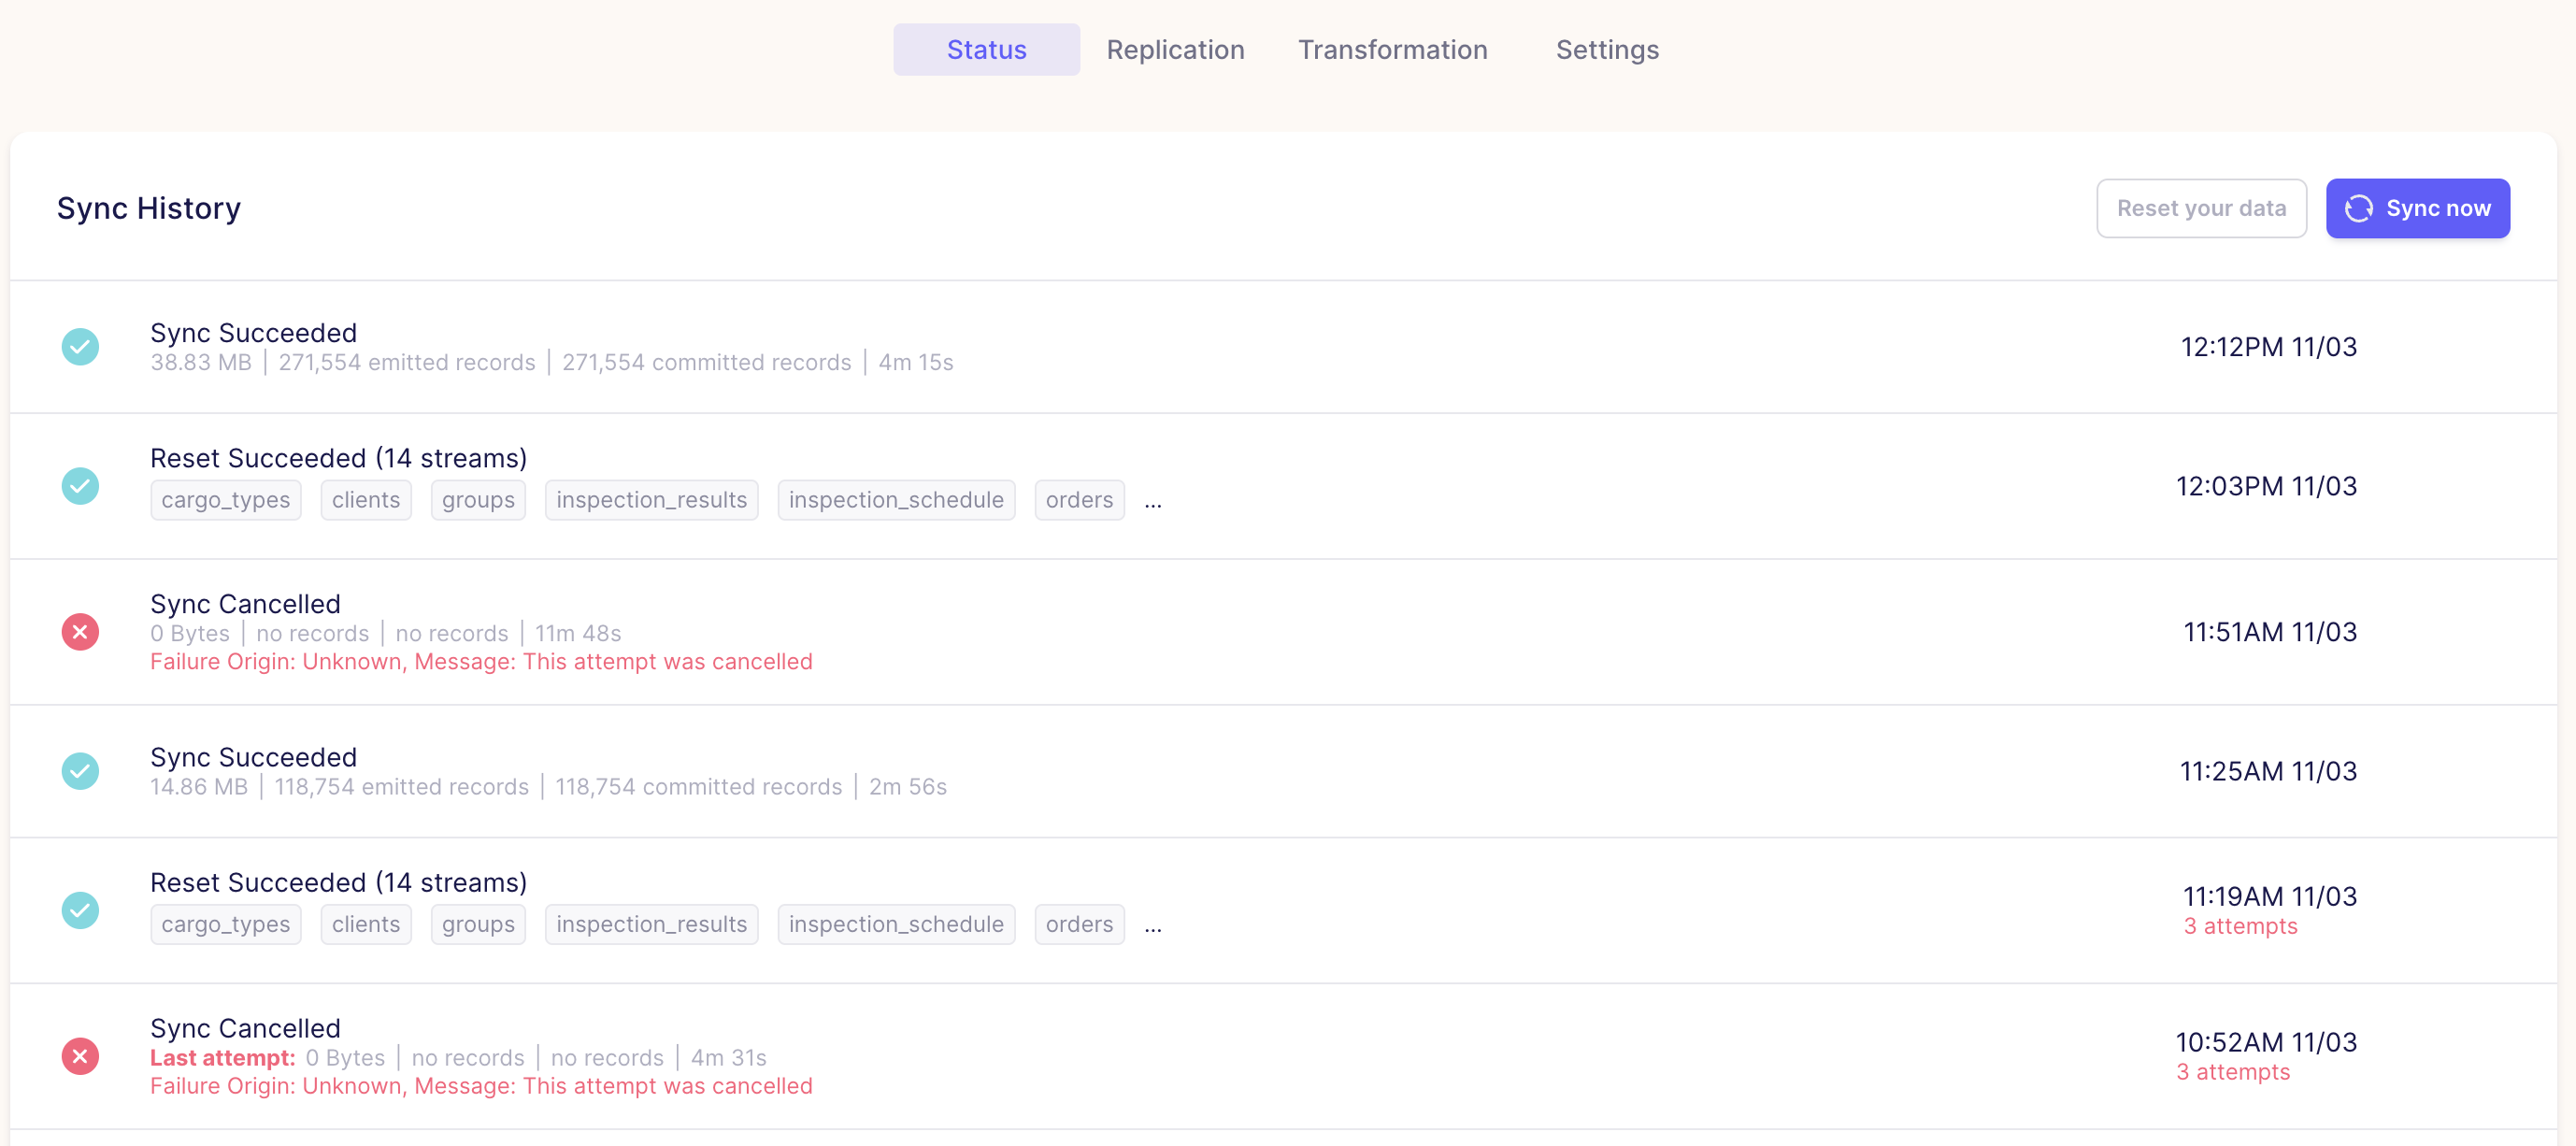 Status Replication Transformation Settings
Sync History
Reset your data
Sync now
Sync Succeeded
38.83 MB | 271,554 emitted records | 271,554 committed records | 4m 15s
12:12PM 11/03
Reset Succeeded (14 streams)
cargo_types clients groups inspection_results inspection_schedule orders ...
12:03PM 11/03
Sync Cancelled
0 Bytes | no records | no records | 11m 48s
Failure Origin: Unknown, Message: This attempt was cancelled
11:51AM 11/03
Sync Succeeded
14.86 MB | 118,754 emitted records | 118,754 committed records | 2m 56s
11:25AM 11/03
Reset Succeeded (14 streams)
cargo_types clients groups inspection_results inspection_schedule orders ...
11:19AM 11/03
3 attempts
Sync Cancelled
Last attempt: 0 Bytes | no records | no records | 4m 31s
Failure Origin: Unknown, Message: This attempt was cancelled
10:52AM 11/03
3 attempts